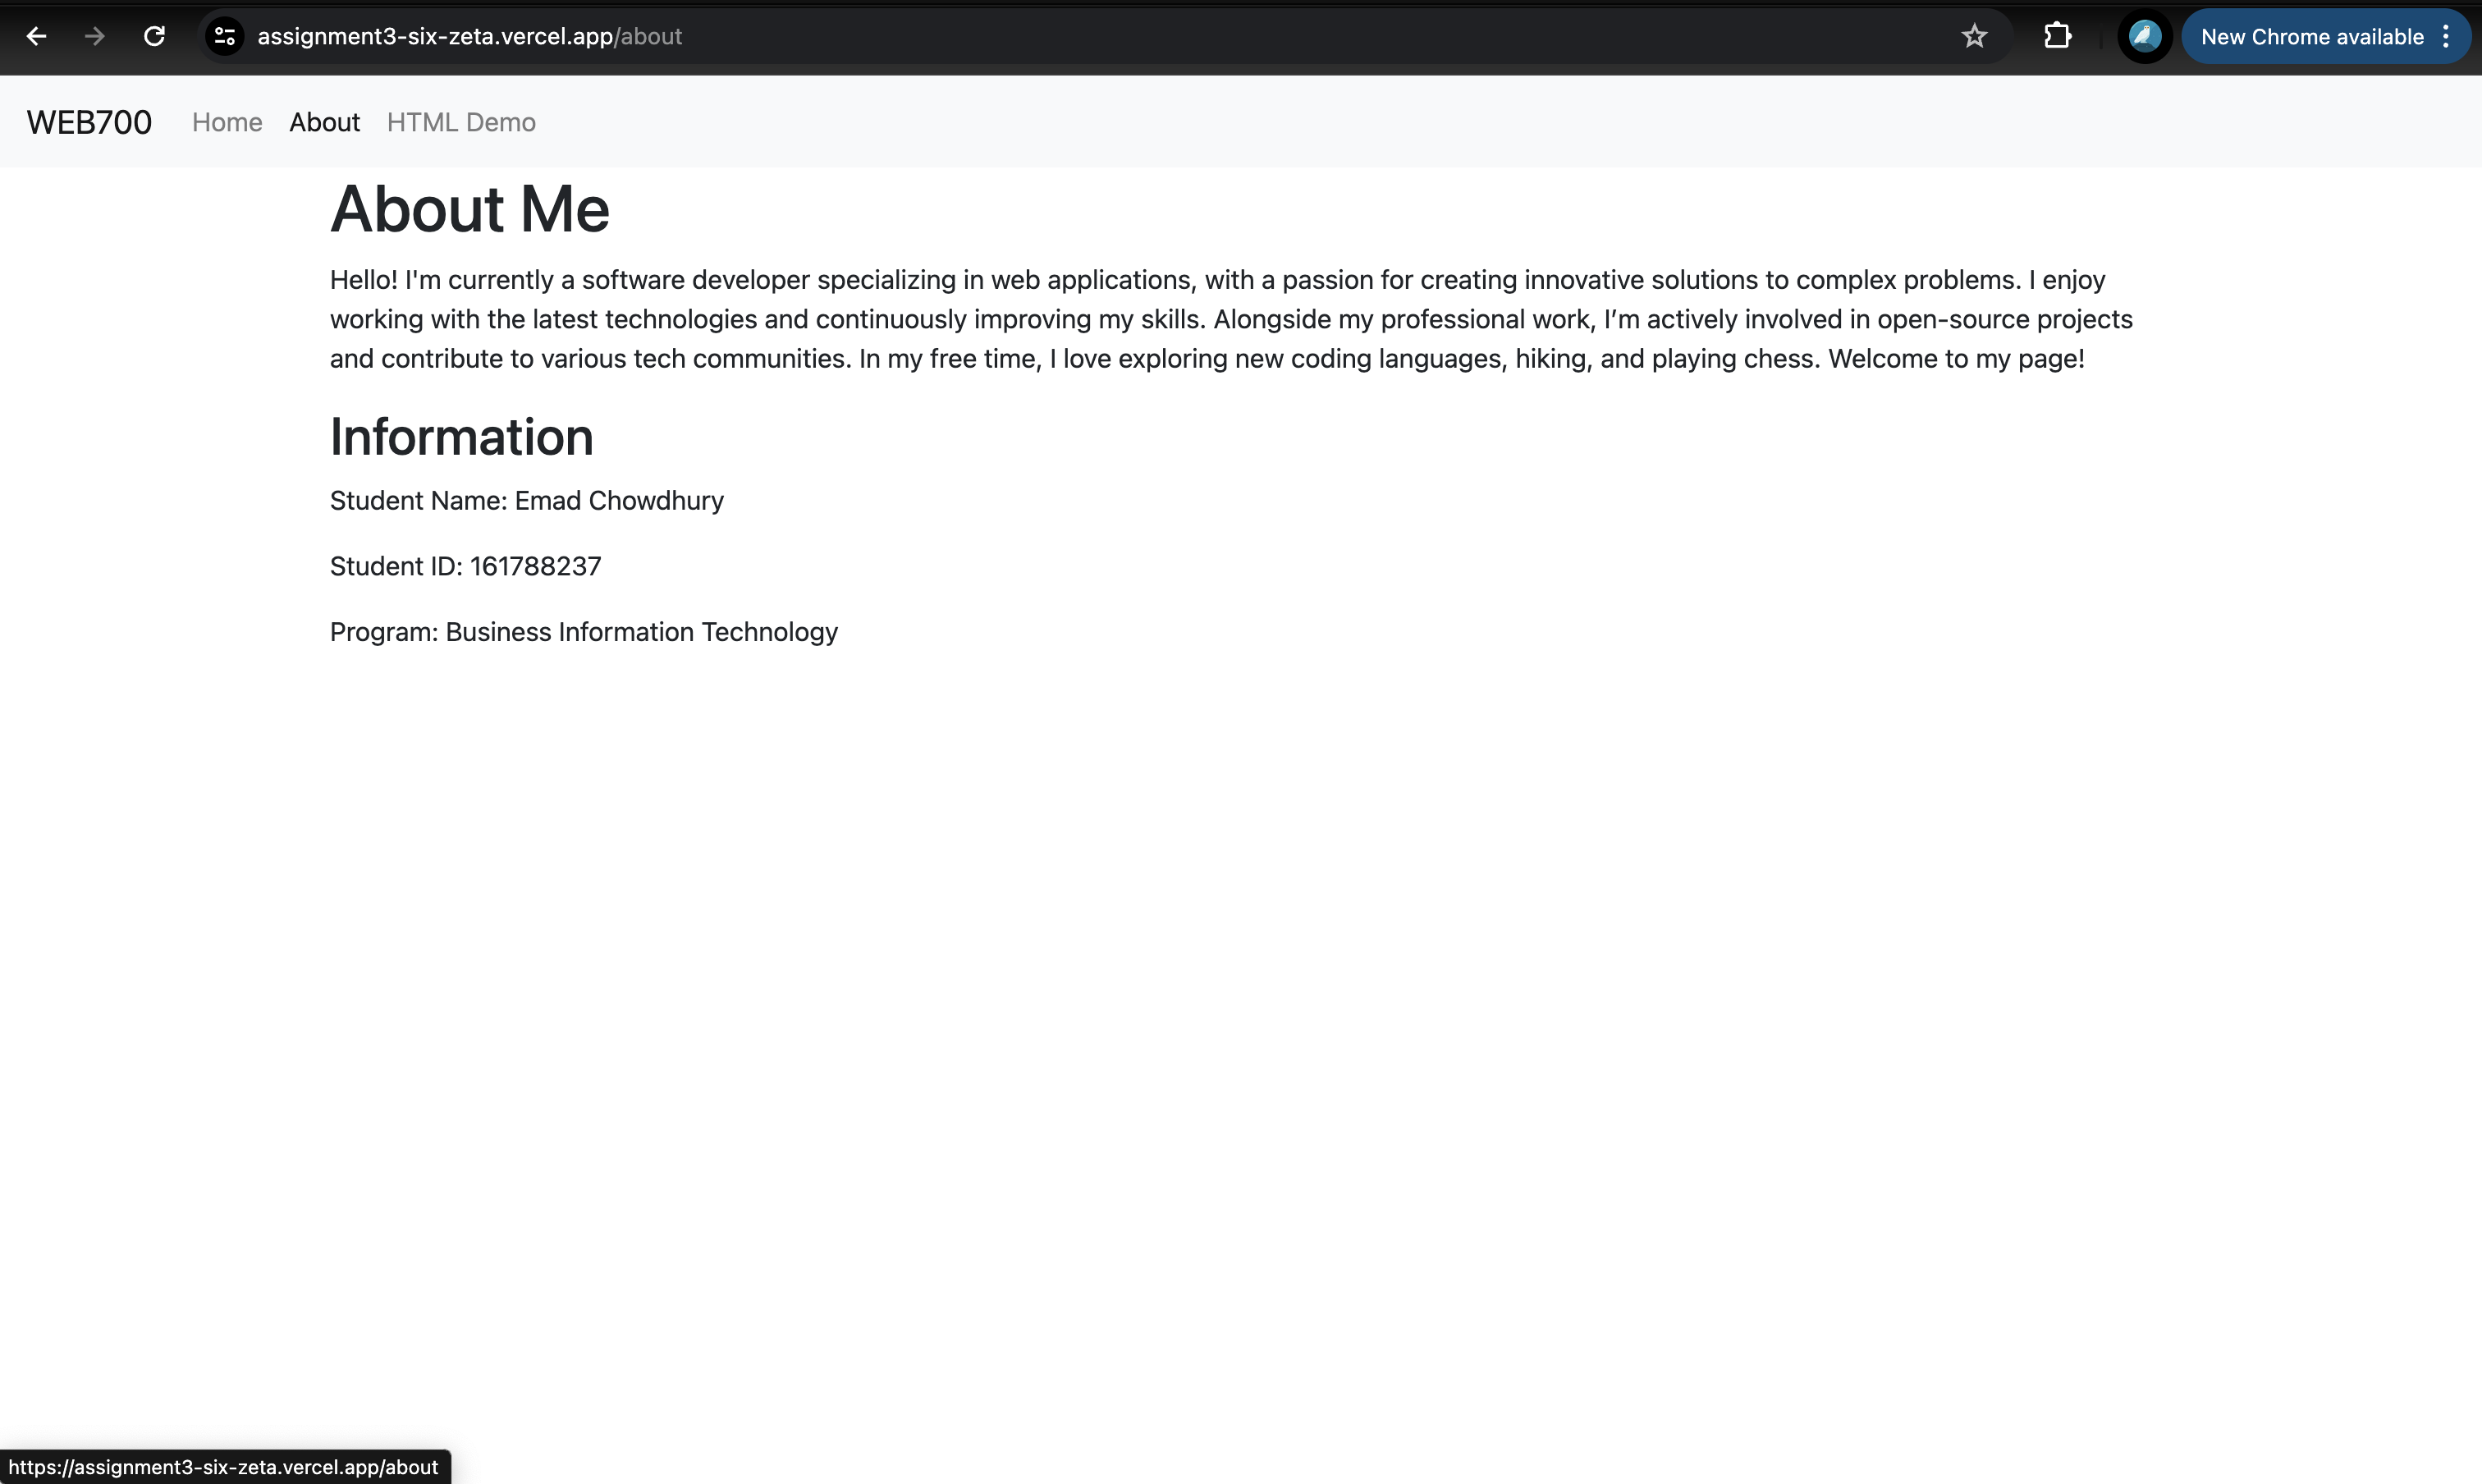 assignment3-six-zeta.vercel.app/about
New Chrome available
WEB700 Home About HTML Demo
About Me
Hello! I'm currently a software developer specializing in web applications, with a passion for creating innovative solutions to complex problems. I enjoy
working with the latest technologies and continuously improving my skills. Alongside my professional work, I’m actively involved in open-source projects
and contribute to various tech communities. In my free time, I love exploring new coding languages, hiking, and playing chess. Welcome to my page!
Information
Student Name: Emad Chowdhury
Student ID: 161788237
Program: Business Information Technology
https://assignment3-six-zeta.vercel.app/about